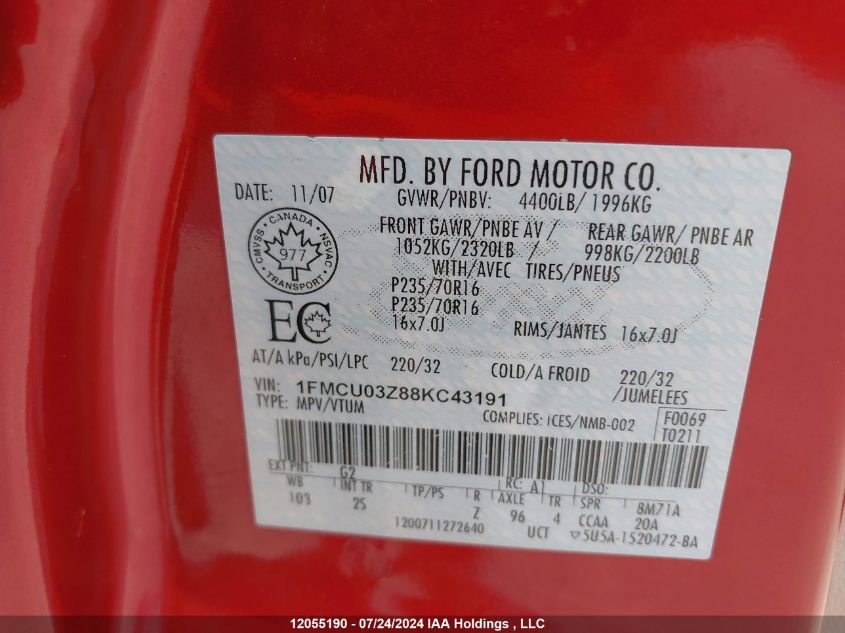 MFD. BY FORD MOTOR CO.
DATE: 11/07 GVWR/PNBV: 4400LB/ 1996KG
FRONT GAWR/PNBE AV / REAR GAWR/ PNBE AR
1052KG/2320LB / 998KG/2200LB
WITH/AVEC TIRES/PNEUS
P235/70R16
P235/70R16
16x7.0J RIMS/JANTES 16x7.0J
CANADA
CMVSS NSVAC
977
TRANSPORT
EC
AT/A kPa/PSI/LPC 220/32 COLD/A FROID 220/32
VIN: 1FMCU03Z88KC43191 /JUMELEES
TYPE: MPV/VTUM COMPLIES: ICES/NMB-002 F0069
T0211
EXT PNT: G2 RC: A1 DSO:
WB INT TR TP/PS R AXLE TR SPR 8M71A
103 2S Z 96 4 CCAA 20A
1200711272640 UCT ▽5U5A-1520472-BA
12055190 - 07/24/2024 IAA Holdings , LLC